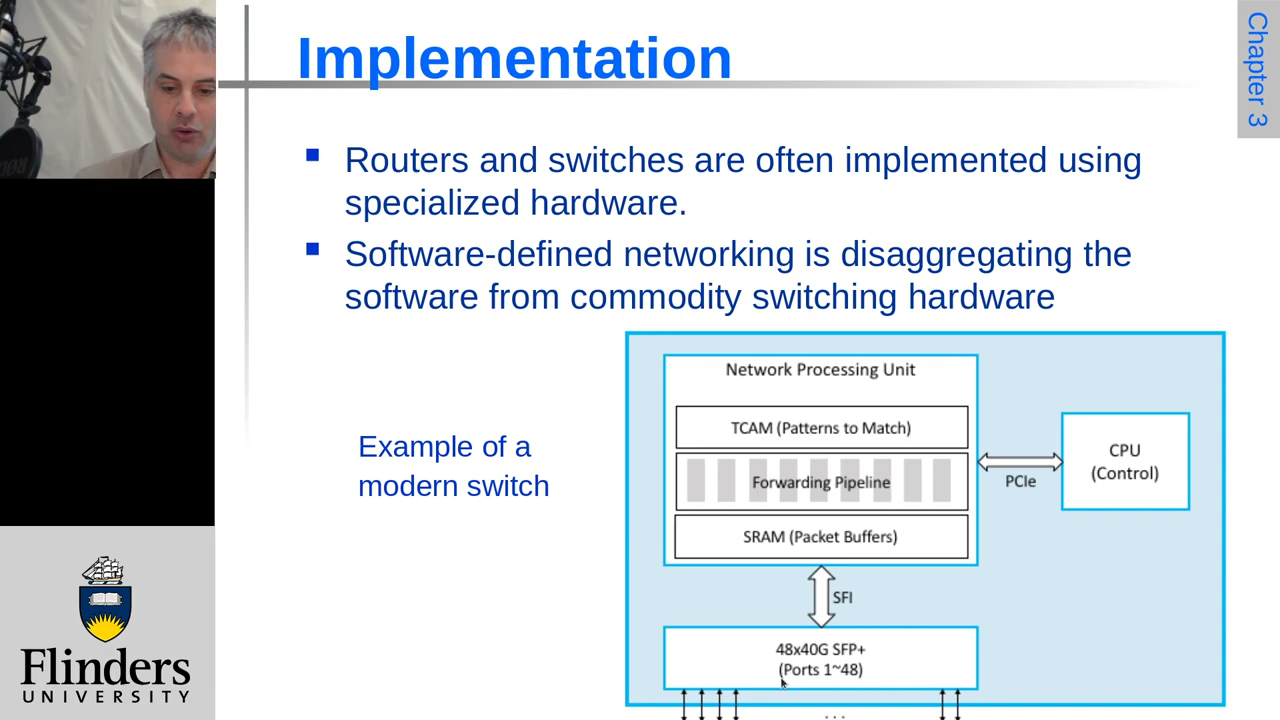 Implementation
Chapter 3
Routers and switches are often implemented using
specialized hardware.
Software-defined networking is disaggregating the
software from commodity switching hardware
Example of a
modern switch
Network Processing Unit
TCAM (Patterns to Match)
Forwarding Pipeline
SRAM (Packet Buffers)
PCIe
CPU
(Control)
SFI
48x40G SFP+
(Ports 1~48)
. . .
Flinders
UNIVERSITY